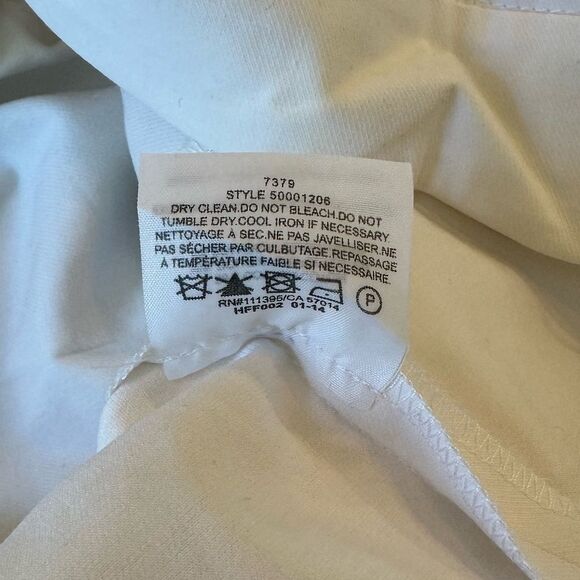 7379
STYLE 50001206
DRY CLEAN.DO NOT BLEACH.DO NOT
TUMBLE DRY.COOL IRON IF NECESSARY
NETTOYAGE À SEC.NE PAS JAVELLISER.NE
PAS SÉCHER PAR CULBUTAGE.REPASSAGE
À TEMPÉRATURE FAIBLE SI NECESSAIRE.
P
RN#111395/CA 57014
HFF002 01-14